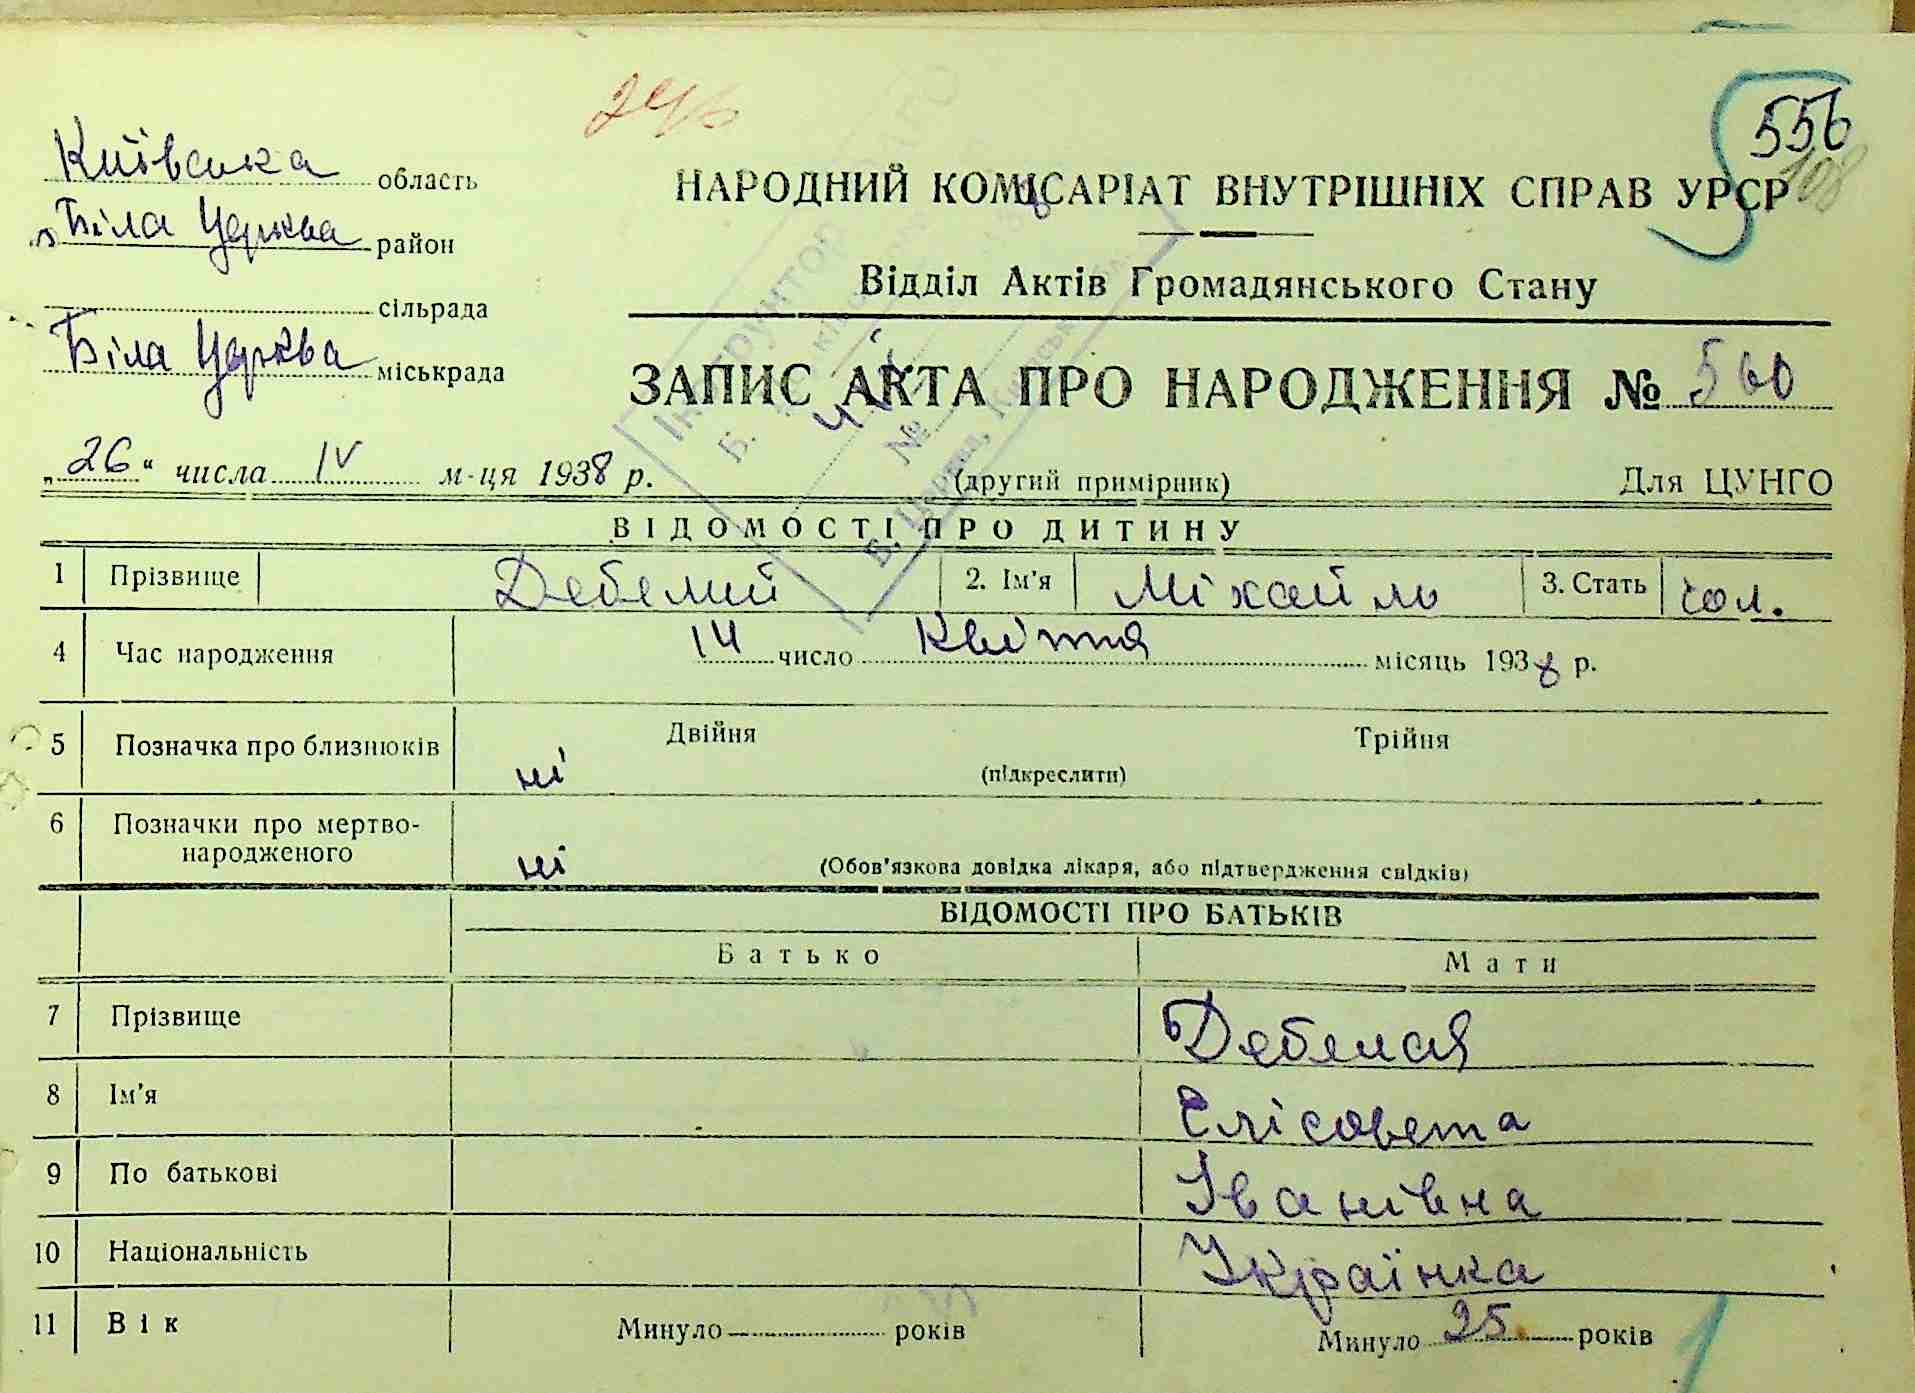 246
556
108
Київська область
НАРОДНИЙ КОМІСАРІАТ ВНУТРІШНІХ СПРАВ УРСР
Біла Церква район
Відділ Актів Громадянського Стану
сільрада
Біла Церква міськрада
ЗАПИС АКТА ПРО НАРОДЖЕННЯ № 560
„26“ числа IV м-ця 1938 р.
(другий примірник) Для ЦУНГО
ВІДОМОСТІ ПРО ДИТИНУ
1 Прізвище Дебелий 2. Ім'я Міхайль 3. Стать чол.
4 Час народження 14 число Квітня місяць 1938 р.
5 Позначка про близнюків ні Двійня Трійня
(підкреслити)
6 Позначки про мертво-
народженого ні (Обов'язкова довідка лікаря, або підтвердження свідків)
ВІДОМОСТІ ПРО БАТЬКІВ
Батько Мати
7 Прізвище Дебелая
8 Ім'я Єлісовета
9 По батькові Іванівна
10 Національність Українка
11 Вік Минуло років Минуло 25 років